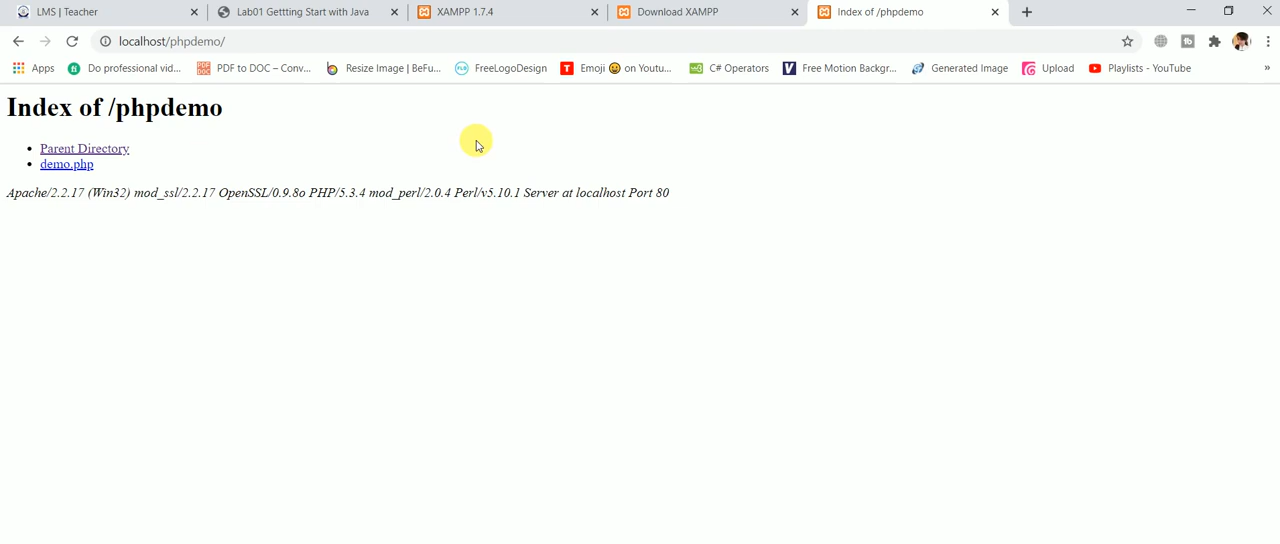 LMS | Teacher
Lab01 Gettting Start with Java
XAMPP 1.7.4
Download XAMPP
Index of /phpdemo
localhost/phpdemo/
Apps
Do professional vid...
PDF to DOC – Conv...
Resize Image | BeFu...
FreeLogoDesign
Emoji 😀 on Youtu...
C# Operators
Free Motion Backgr...
Generated Image
Upload
Playlists - YouTube
»
Index of /phpdemo
• Parent Directory
• demo.php
Apache/2.2.17 (Win32) mod_ssl/2.2.17 OpenSSL/0.9.8o PHP/5.3.4 mod_perl/2.0.4 Perl/v5.10.1 Server at localhost Port 80